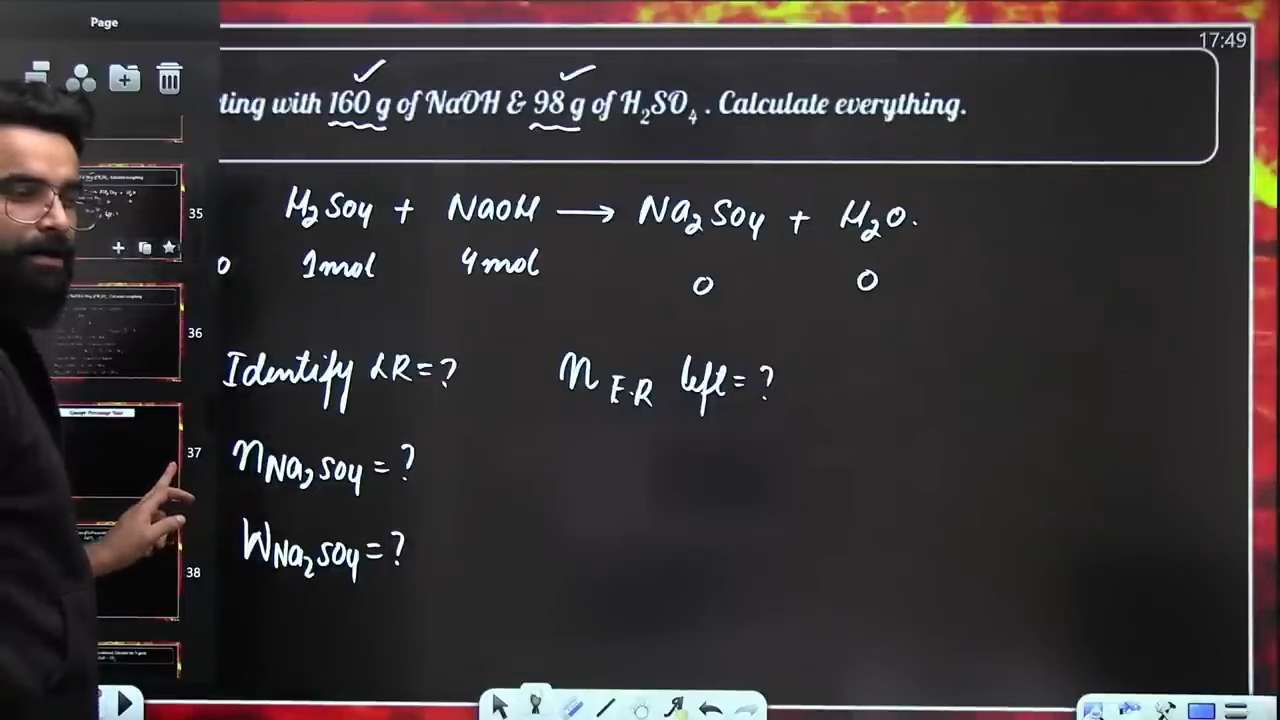 Page
17:49
ting with 160 g of NaOH & 98 g of H₂SO₄ . Calculate everything.
H₂SO₄ + NaOH ⟶ Na₂SO₄ + H₂O.
0 1mol 4mol 0 0
35
36
37
38
Identify LR = ? n E.R left = ?
nNa₂SO₄ = ?
WNa₂SO₄ = ?